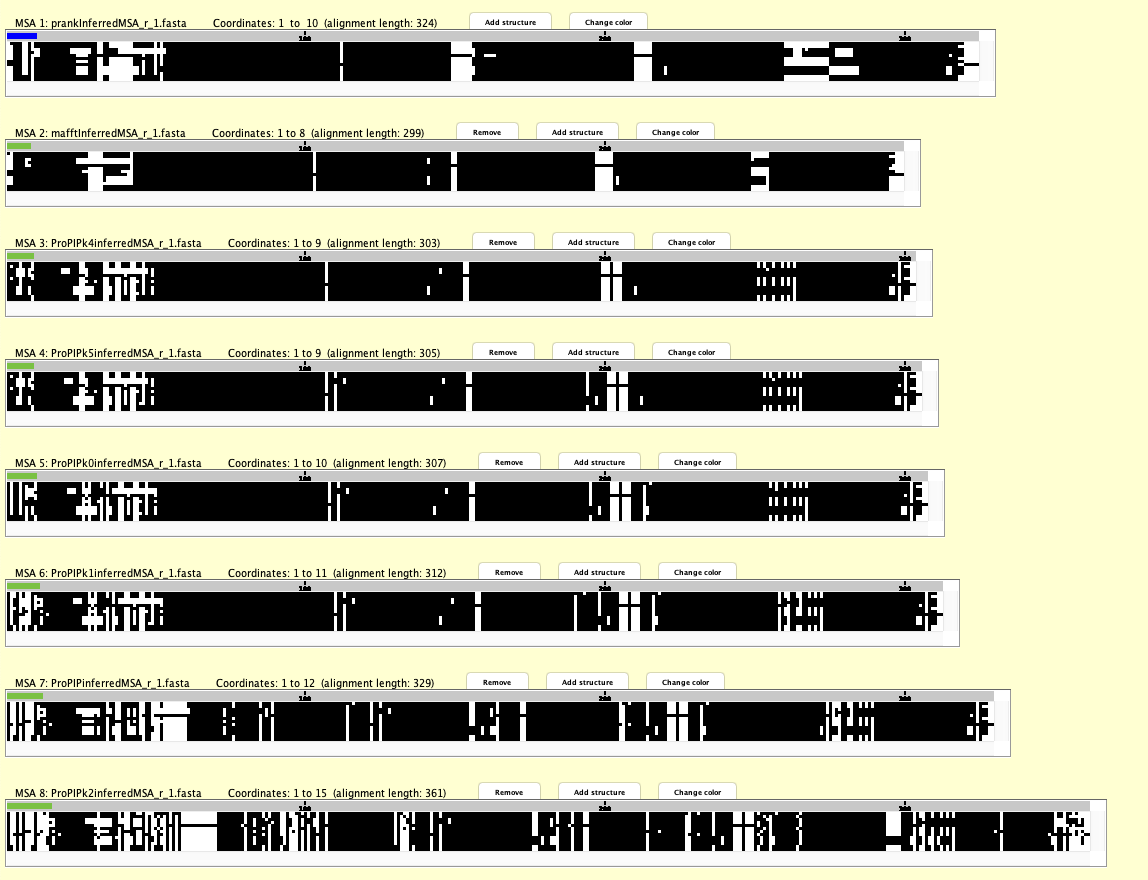 MSA 1: prankInferredMSA_r_1.fasta Coordinates: 1 to 10 (alignment length: 324) Add structure Change color
100 200 300
MSA 2: mafftInferredMSA_r_1.fasta Coordinates: 1 to 8 (alignment length: 299) Remove Add structure Change color
100 200
MSA 3: ProPIPk4inferredMSA_r_1.fasta Coordinates: 1 to 9 (alignment length: 303) Remove Add structure Change color
100 200 300
MSA 4: ProPIPk5inferredMSA_r_1.fasta Coordinates: 1 to 9 (alignment length: 305) Remove Add structure Change color
100 200 300
MSA 5: ProPIPk0inferredMSA_r_1.fasta Coordinates: 1 to 10 (alignment length: 307) Remove Add structure Change color
100 200 300
MSA 6: ProPIPk1inferredMSA_r_1.fasta Coordinates: 1 to 11 (alignment length: 312) Remove Add structure Change color
100 200 300
MSA 7: ProPIPinferredMSA_r_1.fasta Coordinates: 1 to 12 (alignment length: 329) Remove Add structure Change color
100 200 300
MSA 8: ProPIPk2inferredMSA_r_1.fasta Coordinates: 1 to 15 (alignment length: 361) Remove Add structure Change color
100 200 300